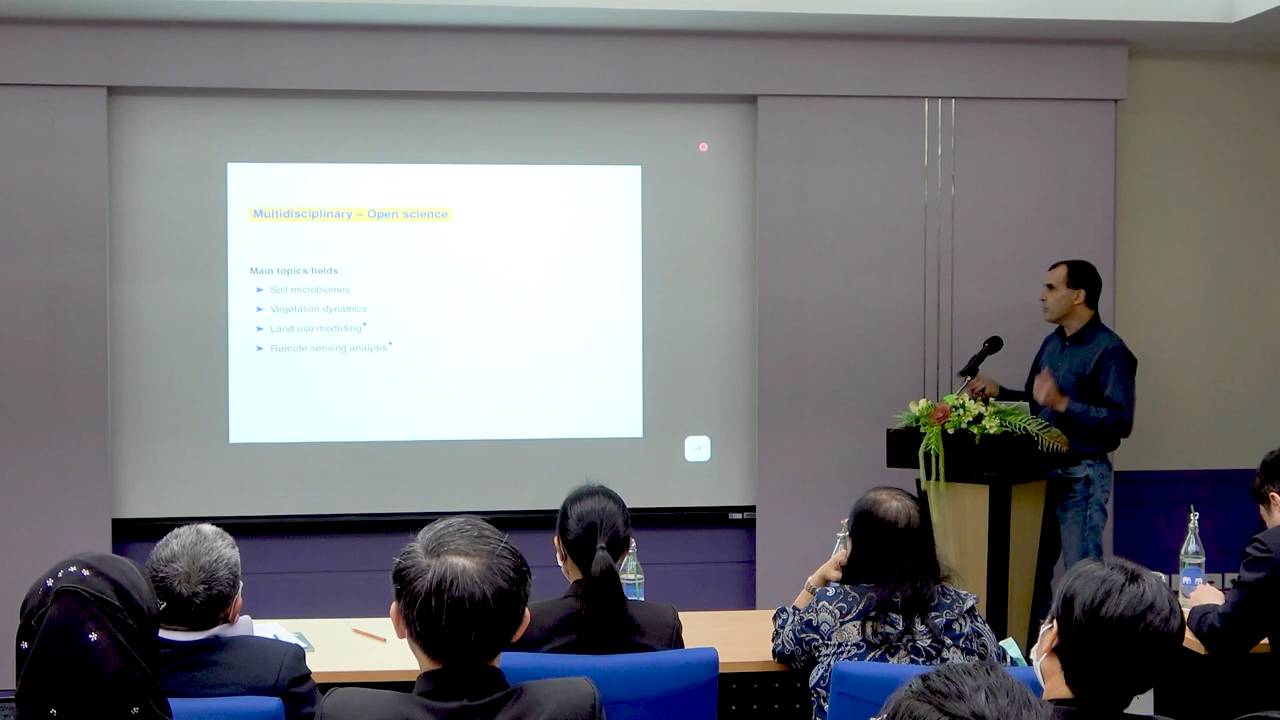 Multidisciplinary – Open science
Main topics/fields:
➤ Soil microbiomes
➤ Vegetation dynamics
➤ Land use modelling*
➤ Remote sensing analysis*